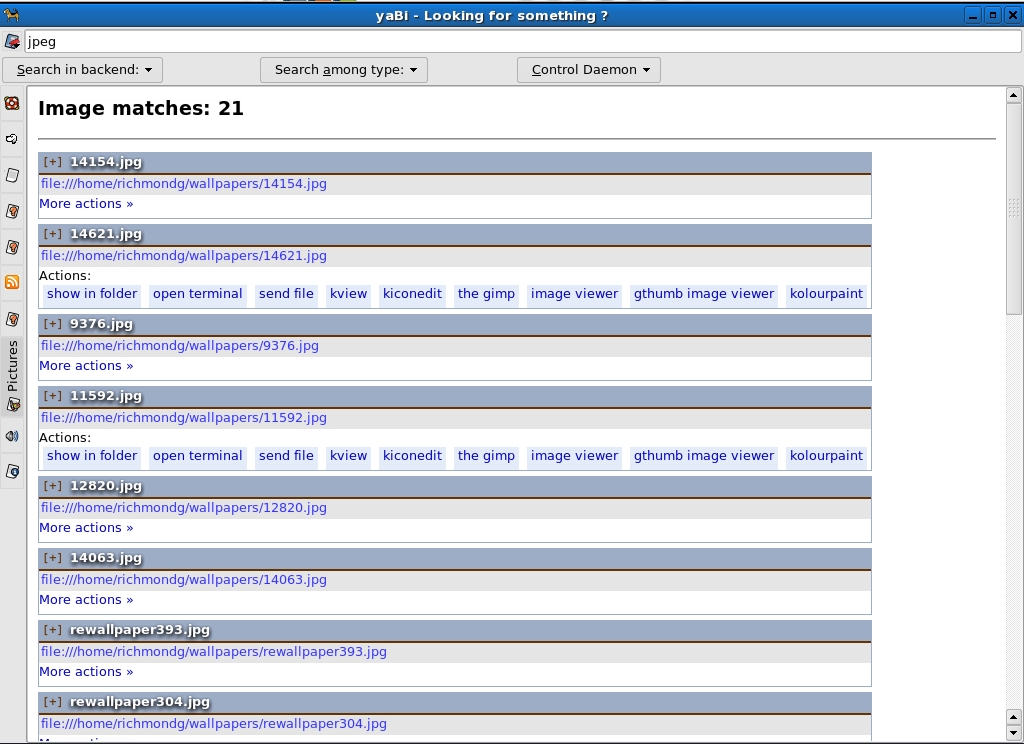 yaBi - Looking for something ?
jpeg
Search in backend: Search among type: Control Daemon
Image matches: 21
[+] 14154.jpg
file:///home/richmondg/wallpapers/14154.jpg
More actions »
[+] 14621.jpg
file:///home/richmondg/wallpapers/14621.jpg
Actions:
show in folder open terminal send file kview kiconedit the gimp image viewer gthumb image viewer kolourpaint
[+] 9376.jpg
file:///home/richmondg/wallpapers/9376.jpg
More actions »
Pictures
[+] 11592.jpg
file:///home/richmondg/wallpapers/11592.jpg
Actions:
show in folder open terminal send file kview kiconedit the gimp image viewer gthumb image viewer kolourpaint
[+] 12820.jpg
file:///home/richmondg/wallpapers/12820.jpg
More actions »
[+] 14063.jpg
file:///home/richmondg/wallpapers/14063.jpg
More actions »
[+] rewallpaper393.jpg
file:///home/richmondg/wallpapers/rewallpaper393.jpg
More actions »
[+] rewallpaper304.jpg
file:///home/richmondg/wallpapers/rewallpaper304.jpg